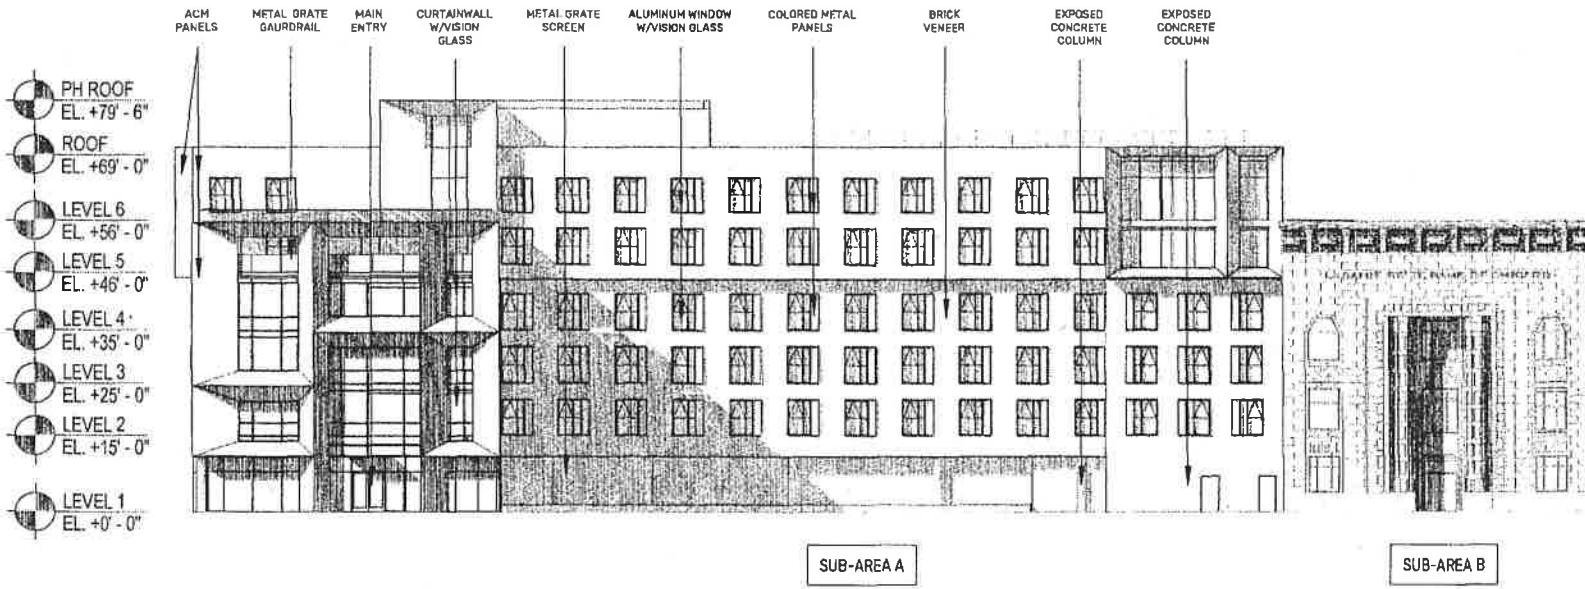 ACM
PANELS
METAL GRATE
GAURDRAIL
MAIN
ENTRY
CURTAINWALL
W/VISION
GLASS
METAL GRATE
SCREEN
ALUMINUM WINDOW
W/VISION GLASS
COLORED METAL
PANELS
BRICK
VENEER
EXPOSED
CONCRETE
COLUMN
EXPOSED
CONCRETE
COLUMN
PH ROOF
EL. +79' - 6"
ROOF
EL. +69' - 0"
LEVEL 6
EL. +56' - 0"
LEVEL 5
EL. +46' - 0"
LEVEL 4
EL. +35' - 0"
LEVEL 3
EL. +25' - 0"
LEVEL 2
EL. +15' - 0"
LEVEL 1
EL. +0' - 0"
SUB-AREA A
SUB-AREA B